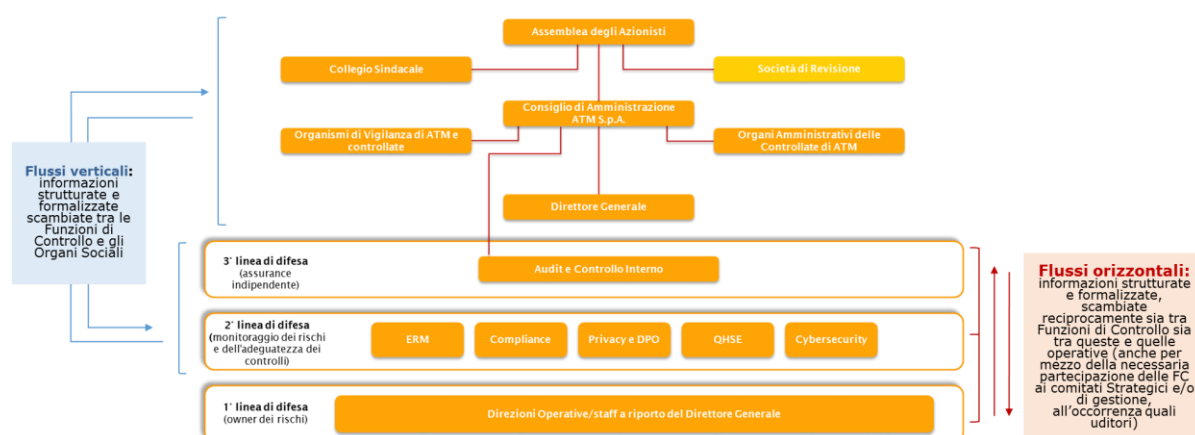 Assemblea degli Azionisti
Collegio Sindacale
Società di Revisione
Consiglio di Amministrazione
ATM S.p.A.
Organismi di Vigilanza di ATM e
controllate
Organi Amministrativi delle
Controllate di ATM
Direttore Generale
Flussi verticali:
informazioni
strutturate e
formalizzate
scambiate tra le
Funzioni di
Controllo e gli
Organi Sociali
3° linea di difesa
(assurance
indipendente)
Audit e Controllo Interno
2° linea di difesa
(monitoraggio dei rischi
e dell'adeguatezza dei
controlli)
ERM
Compliance
Privacy e DPO
QHSE
Cybersecurity
1° linea di difesa
(owner dei rischi)
Direzioni Operative/staff a riporto del Direttore Generale
Flussi orizzontali:
informazioni strutturate
e formalizzate,
scambiate
reciprocamente sia tra
Funzioni di Controllo sia
tra queste e quelle
operative (anche per
mezzo della necessaria
partecipazione delle FC
ai comitati Strategici e/o
di gestione,
all'occorrenza quali
uditori)